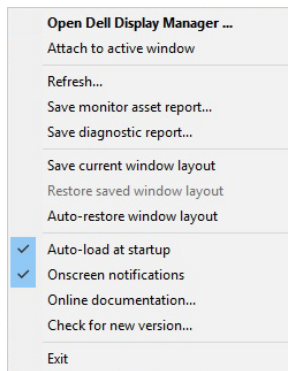 Open Dell Display Manager ...
Attach to active window
Refresh...
Save monitor asset report...
Save diagnostic report...
Save current window layout
Restore saved window layout
Auto-restore window layout
Auto-load at startup
Onscreen notifications
Online documentation...
Check for new version...
Exit